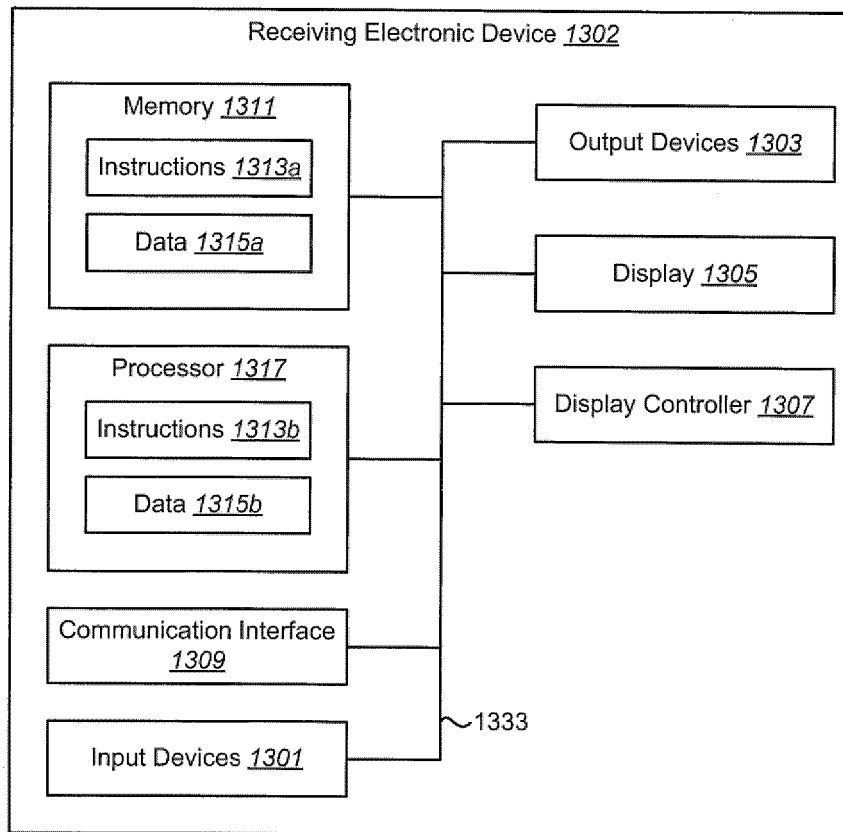 Receiving Electronic Device 1302
Memory 1311
Instructions 1313a
Data 1315a
Processor 1317
Instructions 1313b
Data 1315b
Communication Interface
1309
Input Devices 1301
Output Devices 1303
Display 1305
Display Controller 1307
1333